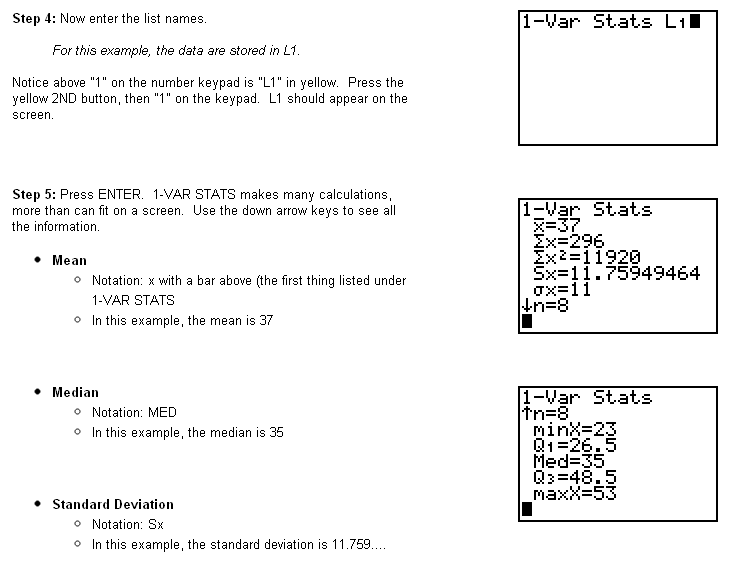 Step 4: Now enter the list names.
For this example, the data are stored in L1.
Notice above "1" on the number keypad is "L1" in yellow. Press the
yellow 2ND button, then "1" on the keypad. L1 should appear on the
screen.
1-Var Stats L₁
Step 5: Press ENTER. 1-VAR STATS makes many calculations,
more than can fit on a screen. Use the down arrow keys to see all
the information.
• Mean
○ Notation: x with a bar above (the first thing listed under
1-VAR STATS
○ In this example, the mean is 37
1-Var Stats
x̄=37
Σx=296
Σx²=11920
Sx=11.75949464
σx=11
↓n=8
• Median
○ Notation: MED
○ In this example, the median is 35
1-Var Stats
↑n=8
minX=23
Q₁=26.5
Med=35
Q₃=48.5
maxX=53
• Standard Deviation
○ Notation: Sx
○ In this example, the standard deviation is 11.759....